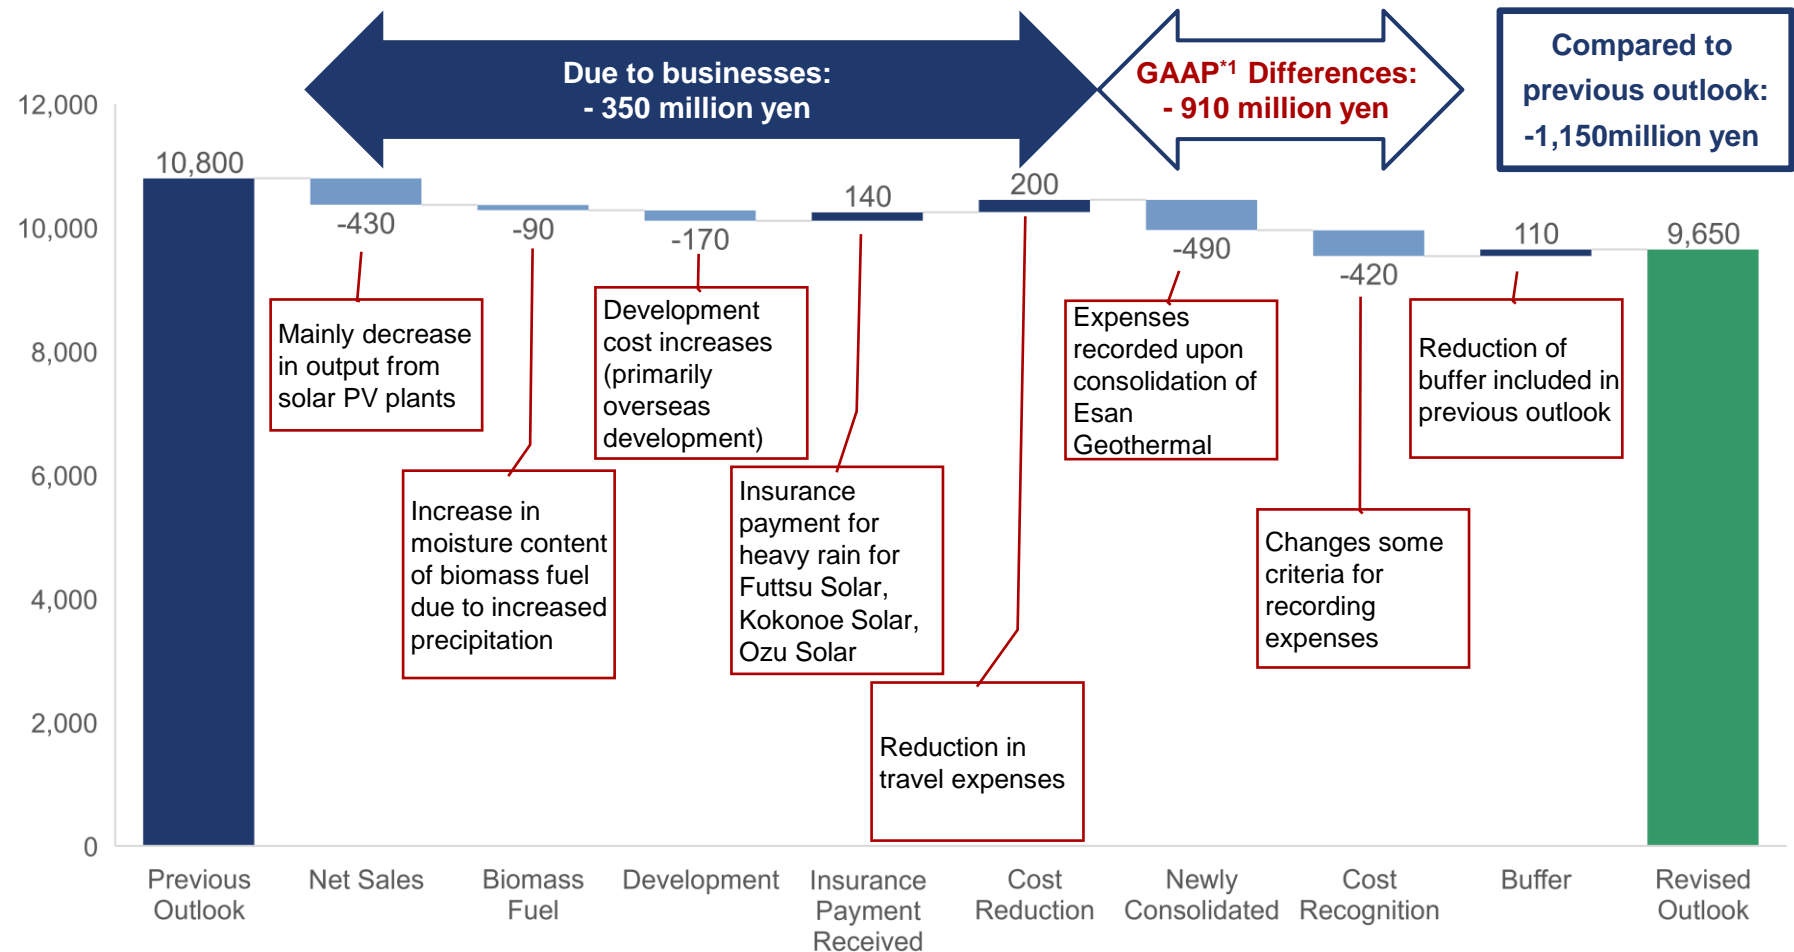 Due to businesses:
- 350 million yen
GAAP*1 Differences:
- 910 million yen
Compared to
previous outlook:
-1,150million yen
12,000
10,000
8,000
6,000
4,000
2,000
0
10,800
-430
-90
-170
140
200
-490
-420
110
9,650
Mainly decrease
in output from
solar PV plants
Increase in
moisture content
of biomass fuel
due to increased
precipitation
Development
cost increases
(primarily
overseas
development)
Insurance
payment for
heavy rain for
Futtsu Solar,
Kokonoe Solar,
Ozu Solar
Reduction in
travel expenses
Expenses
recorded upon
consolidation of
Esan
Geothermal
Changes some
criteria for
recording
expenses
Reduction of
buffer included in
previous outlook
Previous
Outlook
Net Sales
Biomass
Fuel
Development
Insurance
Payment
Received
Cost
Reduction
Newly
Consolidated
Cost
Recognition
Buffer
Revised
Outlook